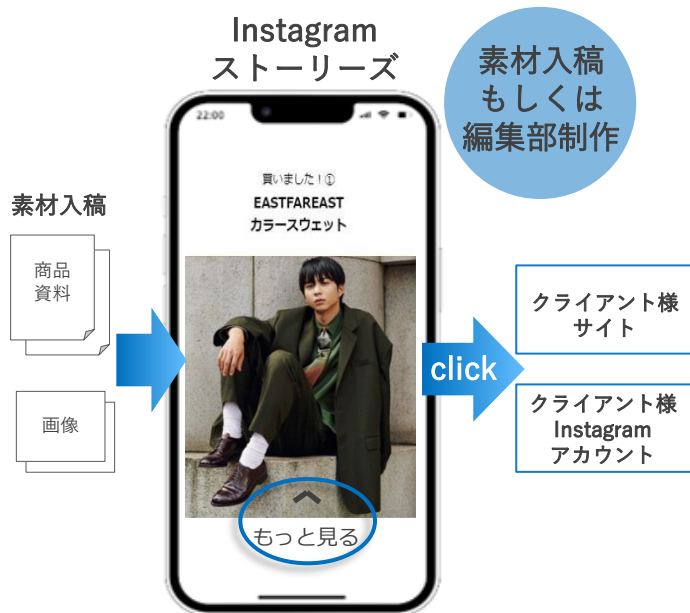 Instagram
ストーリーズ
素材入稿
もしくは
編集部制作
素材入稿
商品
資料
画像
22:00
買いました！①
EASTFAREAST
カラースウェット
もっと見る
click
クライアント様
サイト
クライアント様
Instagram
アカウント